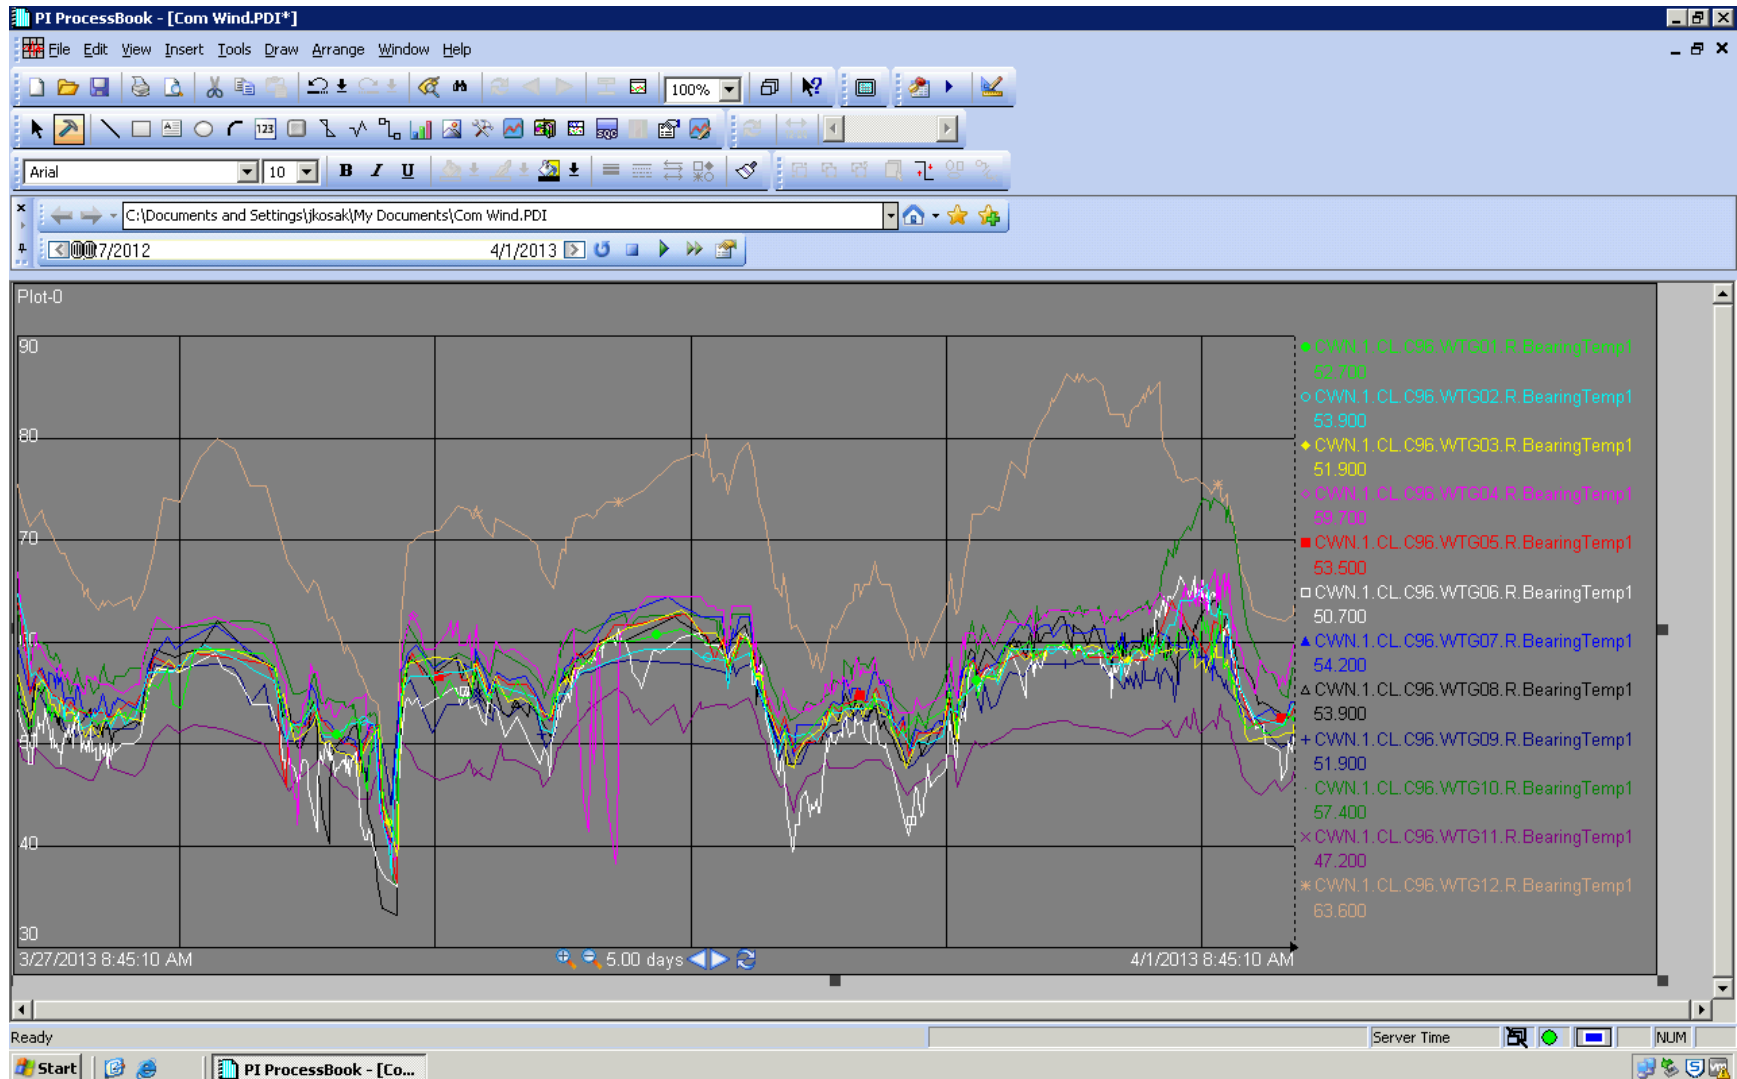 PI ProcessBook - [Com Wind.PDI*]
File Edit View Insert Tools Draw Arrange Window Help
100%
123
SQC
Arial 10 B I U
C:\Documents and Settings\jkosak\My Documents\Com Wind.PDI
7/2012 4/1/2013
Plot-0
90
80
70
40
30
CWN.1.CL.C96.WTG01.R.BearingTemp1
52.700
CWN.1.CL.C96.WTG02.R.BearingTemp1
53.900
CWN.1.CL.C96.WTG03.R.BearingTemp1
51.900
CWN.1.CL.C96.WTG04.R.BearingTemp1
59.700
CWN.1.CL.C96.WTG05.R.BearingTemp1
53.500
CWN.1.CL.C96.WTG06.R.BearingTemp1
50.700
CWN.1.CL.C96.WTG07.R.BearingTemp1
54.200
CWN.1.CL.C96.WTG08.R.BearingTemp1
53.900
CWN.1.CL.C96.WTG09.R.BearingTemp1
51.900
CWN.1.CL.C96.WTG10.R.BearingTemp1
57.400
CWN.1.CL.C96.WTG11.R.BearingTemp1
47.200
CWN.1.CL.C96.WTG12.R.BearingTemp1
63.600
3/27/2013 8:45:10 AM 5.00 days 4/1/2013 8:45:10 AM
Ready Server Time NUM
Start PI ProcessBook - [Co...